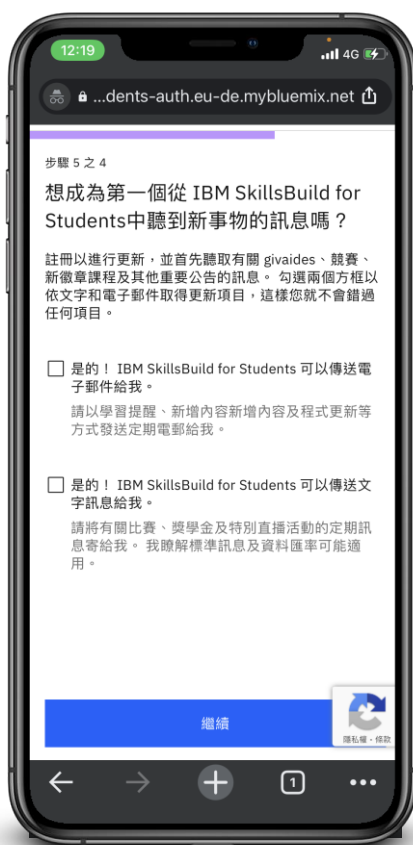 12:19
4G
...dents-auth.eu-de.mybluemix.net
步驟 5 之 4
想成為第一個從 IBM SkillsBuild for
Students中聽到新事物的訊息嗎？
註冊以進行更新，並首先聽取有關 givaides、競賽、
新徽章課程及其他重要公告的訊息。 勾選兩個方框以
依文字和電子郵件取得更新項目，這樣您就不會錯過
任何項目。
是的！ IBM SkillsBuild for Students 可以傳送電
子郵件給我。
請以學習提醒、新增內容新增內容及程式更新等
方式發送定期電郵給我。
是的！ IBM SkillsBuild for Students 可以傳送文
字訊息給我。
請將有關比賽、獎學金及特別直播活動的定期訊
息寄給我。 我瞭解標準訊息及資料匯率可能適
用。
繼續
隱私權 - 條款
1